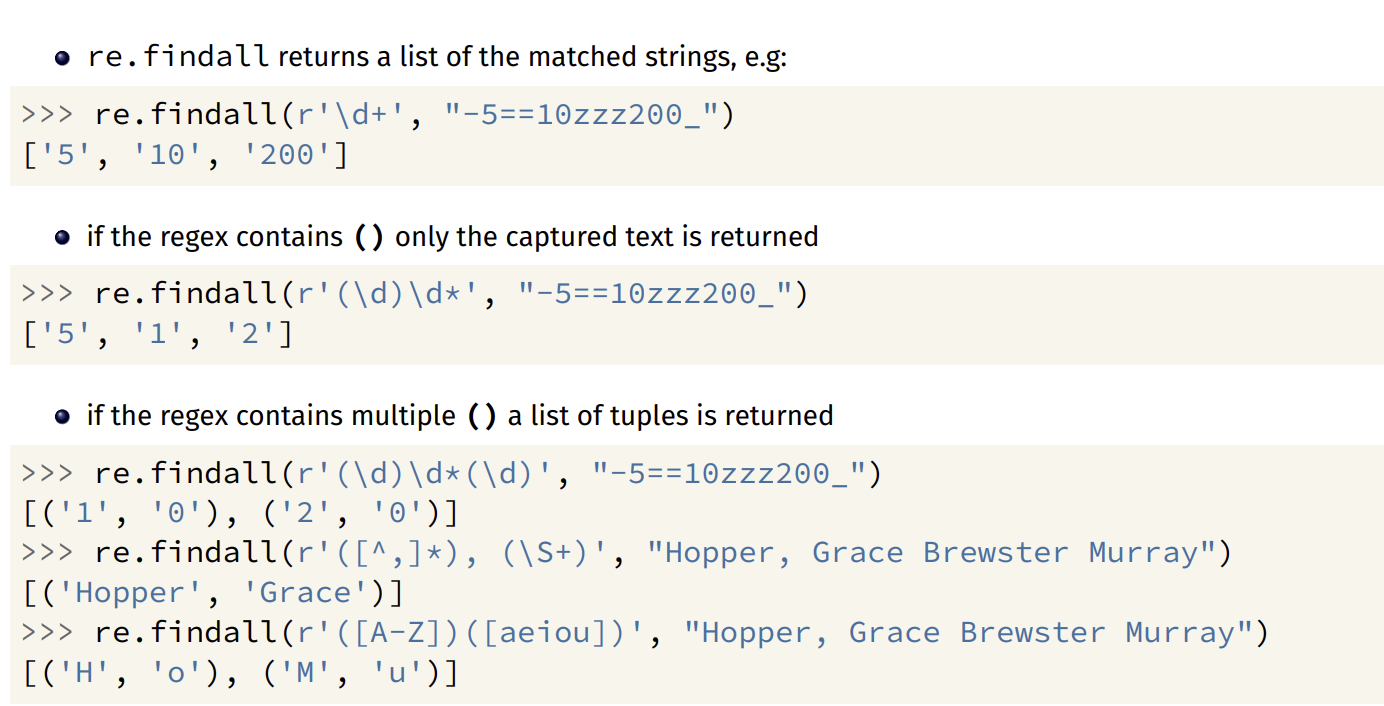 re.findall returns a list of the matched strings, e.g:
>>> re.findall(r'\d+', "-5==10zzz200_")
['5', '10', '200']
if the regex contains () only the captured text is returned
>>> re.findall(r'(\d)\d*', "-5==10zzz200_")
['5', '1', '2']
if the regex contains multiple () a list of tuples is returned
>>> re.findall(r'(\d)\d*(\d)', "-5==10zzz200_")
[('1', '0'), ('2', '0')]
>>> re.findall(r'([^,]*), (\S+)', "Hopper, Grace Brewster Murray")
[('Hopper', 'Grace')]
>>> re.findall(r'([A-Z])([aeiou])', "Hopper, Grace Brewster Murray")
[('H', 'o'), ('M', 'u')]